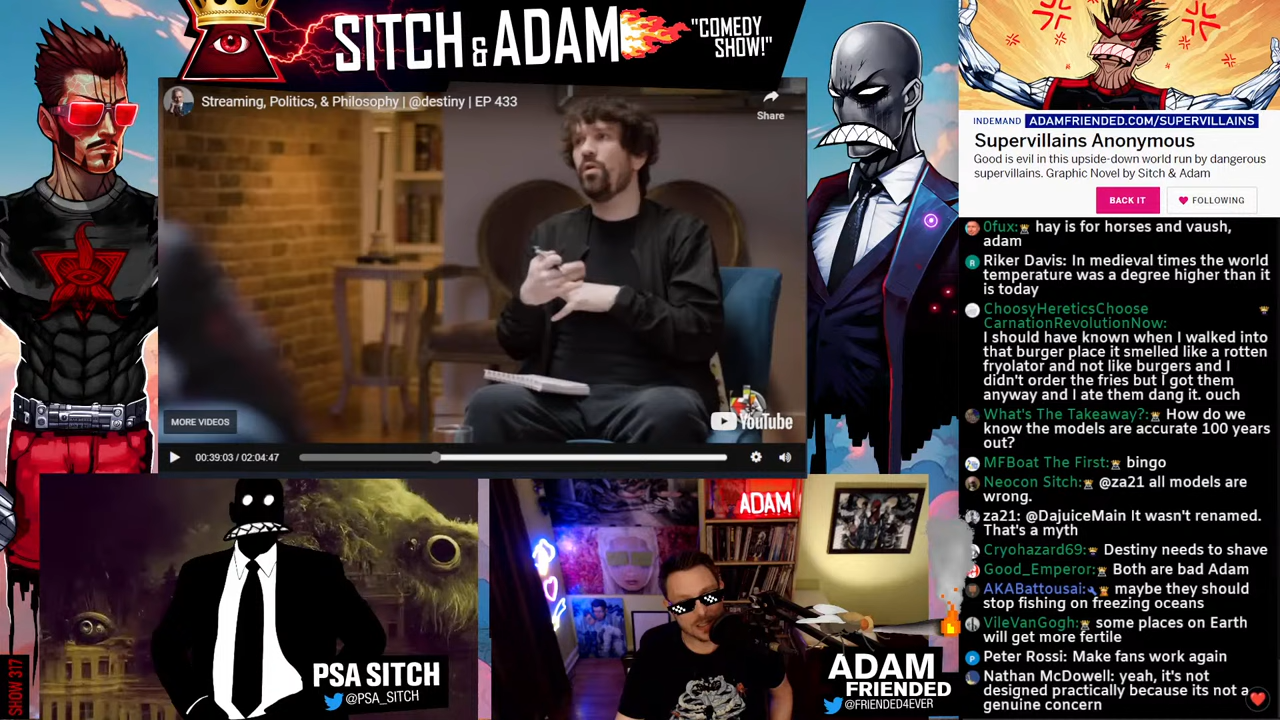 SITCH & ADAM
"COMEDY SHOW!"
Streaming, Politics, & Philosophy | @destiny | EP 433
Share
MORE VIDEOS
YouTube
00:39:03 / 02:04:47
INDEMAND ADAMFRIENDED.COM/SUPERVILLAINS
Supervillains Anonymous
Good is evil in this upside-down world run by dangerous
supervillains. Graphic Novel by Sitch & Adam
BACK IT
FOLLOWING
0fux: hay is for horses and vaush,
adam
Riker Davis: In medieval times the world
temperature was a degree higher than it
is today
ChoosyHereticsChoose
CarnationRevolutionNow:
I should have known when I walked into
that burger place it smelled like a rotten
fryolator and not like burgers and I
didn't order the fries but I got them
anyway and I ate them dang it. ouch
What's The Takeaway?: How do we
know the models are accurate 100 years
out?
MFBoat The First: bingo
Neocon Sitch: @za21 all models are
wrong.
za21: @DajuiceMain It wasn't renamed.
That's a myth
Cryohazard69: Destiny needs to shave
Good_Emperor: Both are bad Adam
AKABattousai: maybe they should
stop fishing on freezing oceans
VileVanGogh: some places on Earth
will get more fertile
Peter Rossi: Make fans work again
Nathan McDowell: yeah, it's not
designed practically because its not a
genuine concern
SHOW 317
PSA SITCH
@PSA_SITCH
ADAM
ADAM
FRIENDED
@FRIENDED4EVER